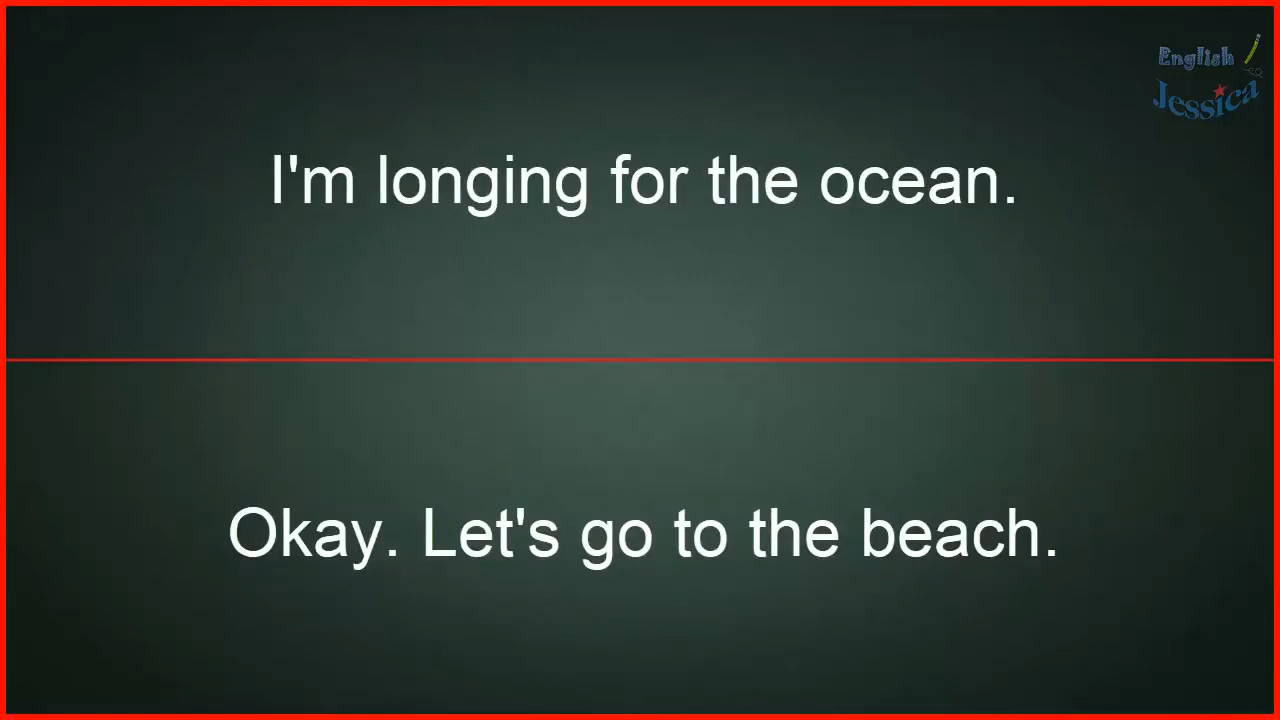 English
Jessica
I'm longing for the ocean.
Okay. Let's go to the beach.